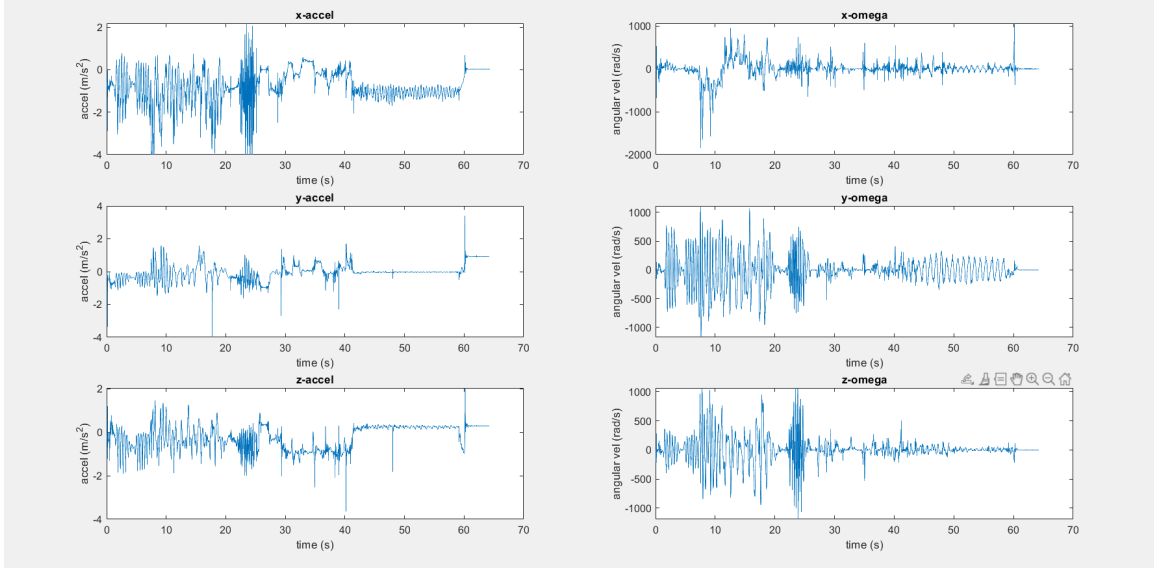 x-accel
accel (m/s²)
2
0
-2
-4
0 10 20 30 40 50 60 70
time (s)
x-omega
angular vel (rad/s)
1000
0
-1000
-2000
0 10 20 30 40 50 60 70
time (s)
y-accel
accel (m/s²)
4
2
0
-2
-4
0 10 20 30 40 50 60 70
time (s)
y-omega
angular vel (rad/s)
1000
500
0
-500
-1000
0 10 20 30 40 50 60 70
time (s)
z-accel
accel (m/s²)
2
0
-2
-4
0 10 20 30 40 50 60 70
time (s)
z-omega
angular vel (rad/s)
1000
500
0
-500
-1000
0 10 20 30 40 50 60 70
time (s)